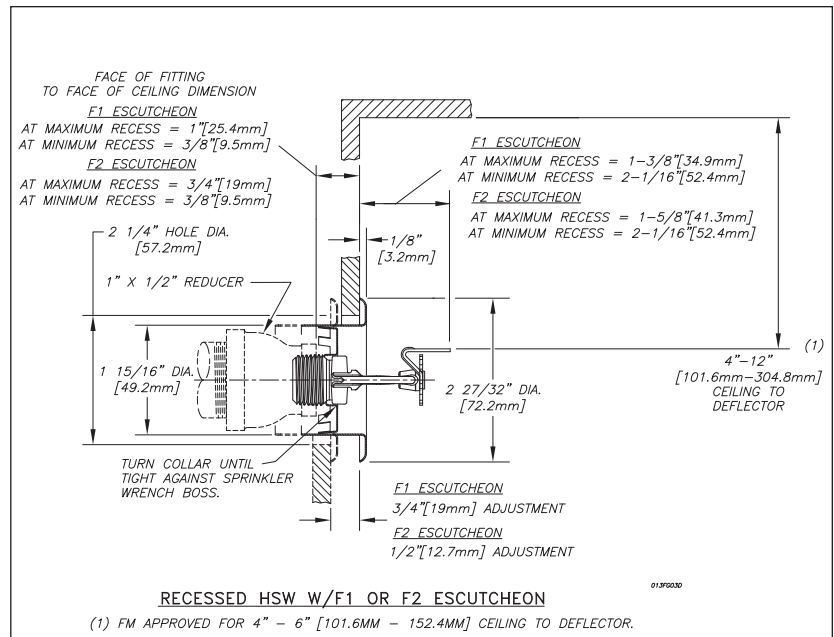 FACE OF FITTING
TO FACE OF CEILING DIMENSION
F1 ESCUTCHEON
AT MAXIMUM RECESS = 1"[25.4mm]
AT MINIMUM RECESS = 3/8"[9.5mm]
F2 ESCUTCHEON
AT MAXIMUM RECESS = 3/4"[19mm]
AT MINIMUM RECESS = 3/8"[9.5mm]
F1 ESCUTCHEON
AT MAXIMUM RECESS = 1-3/8"[34.9mm]
AT MINIMUM RECESS = 2-1/16"[52.4mm]
F2 ESCUTCHEON
AT MAXIMUM RECESS = 1-5/8"[41.3mm]
AT MINIMUM RECESS = 2-1/16"[52.4mm]
2 1/4" HOLE DIA.
[57.2mm]
1/8"
[3.2mm]
1" X 1/2" REDUCER
1 15/16" DIA.
[49.2mm]
2 27/32" DIA.
[72.2mm]
(1)
4"-12"
[101.6mm-304.8mm]
CEILING TO
DEFLECTOR
TURN COLLAR UNTIL
TIGHT AGAINST SPRINKLER
WRENCH BOSS.
F1 ESCUTCHEON
3/4"[19mm] ADJUSTMENT
F2 ESCUTCHEON
1/2"[12.7mm] ADJUSTMENT
013FG03D
RECESSED HSW W/F1 OR F2 ESCUTCHEON
(1) FM APPROVED FOR 4" - 6" [101.6MM - 152.4MM] CEILING TO DEFLECTOR.